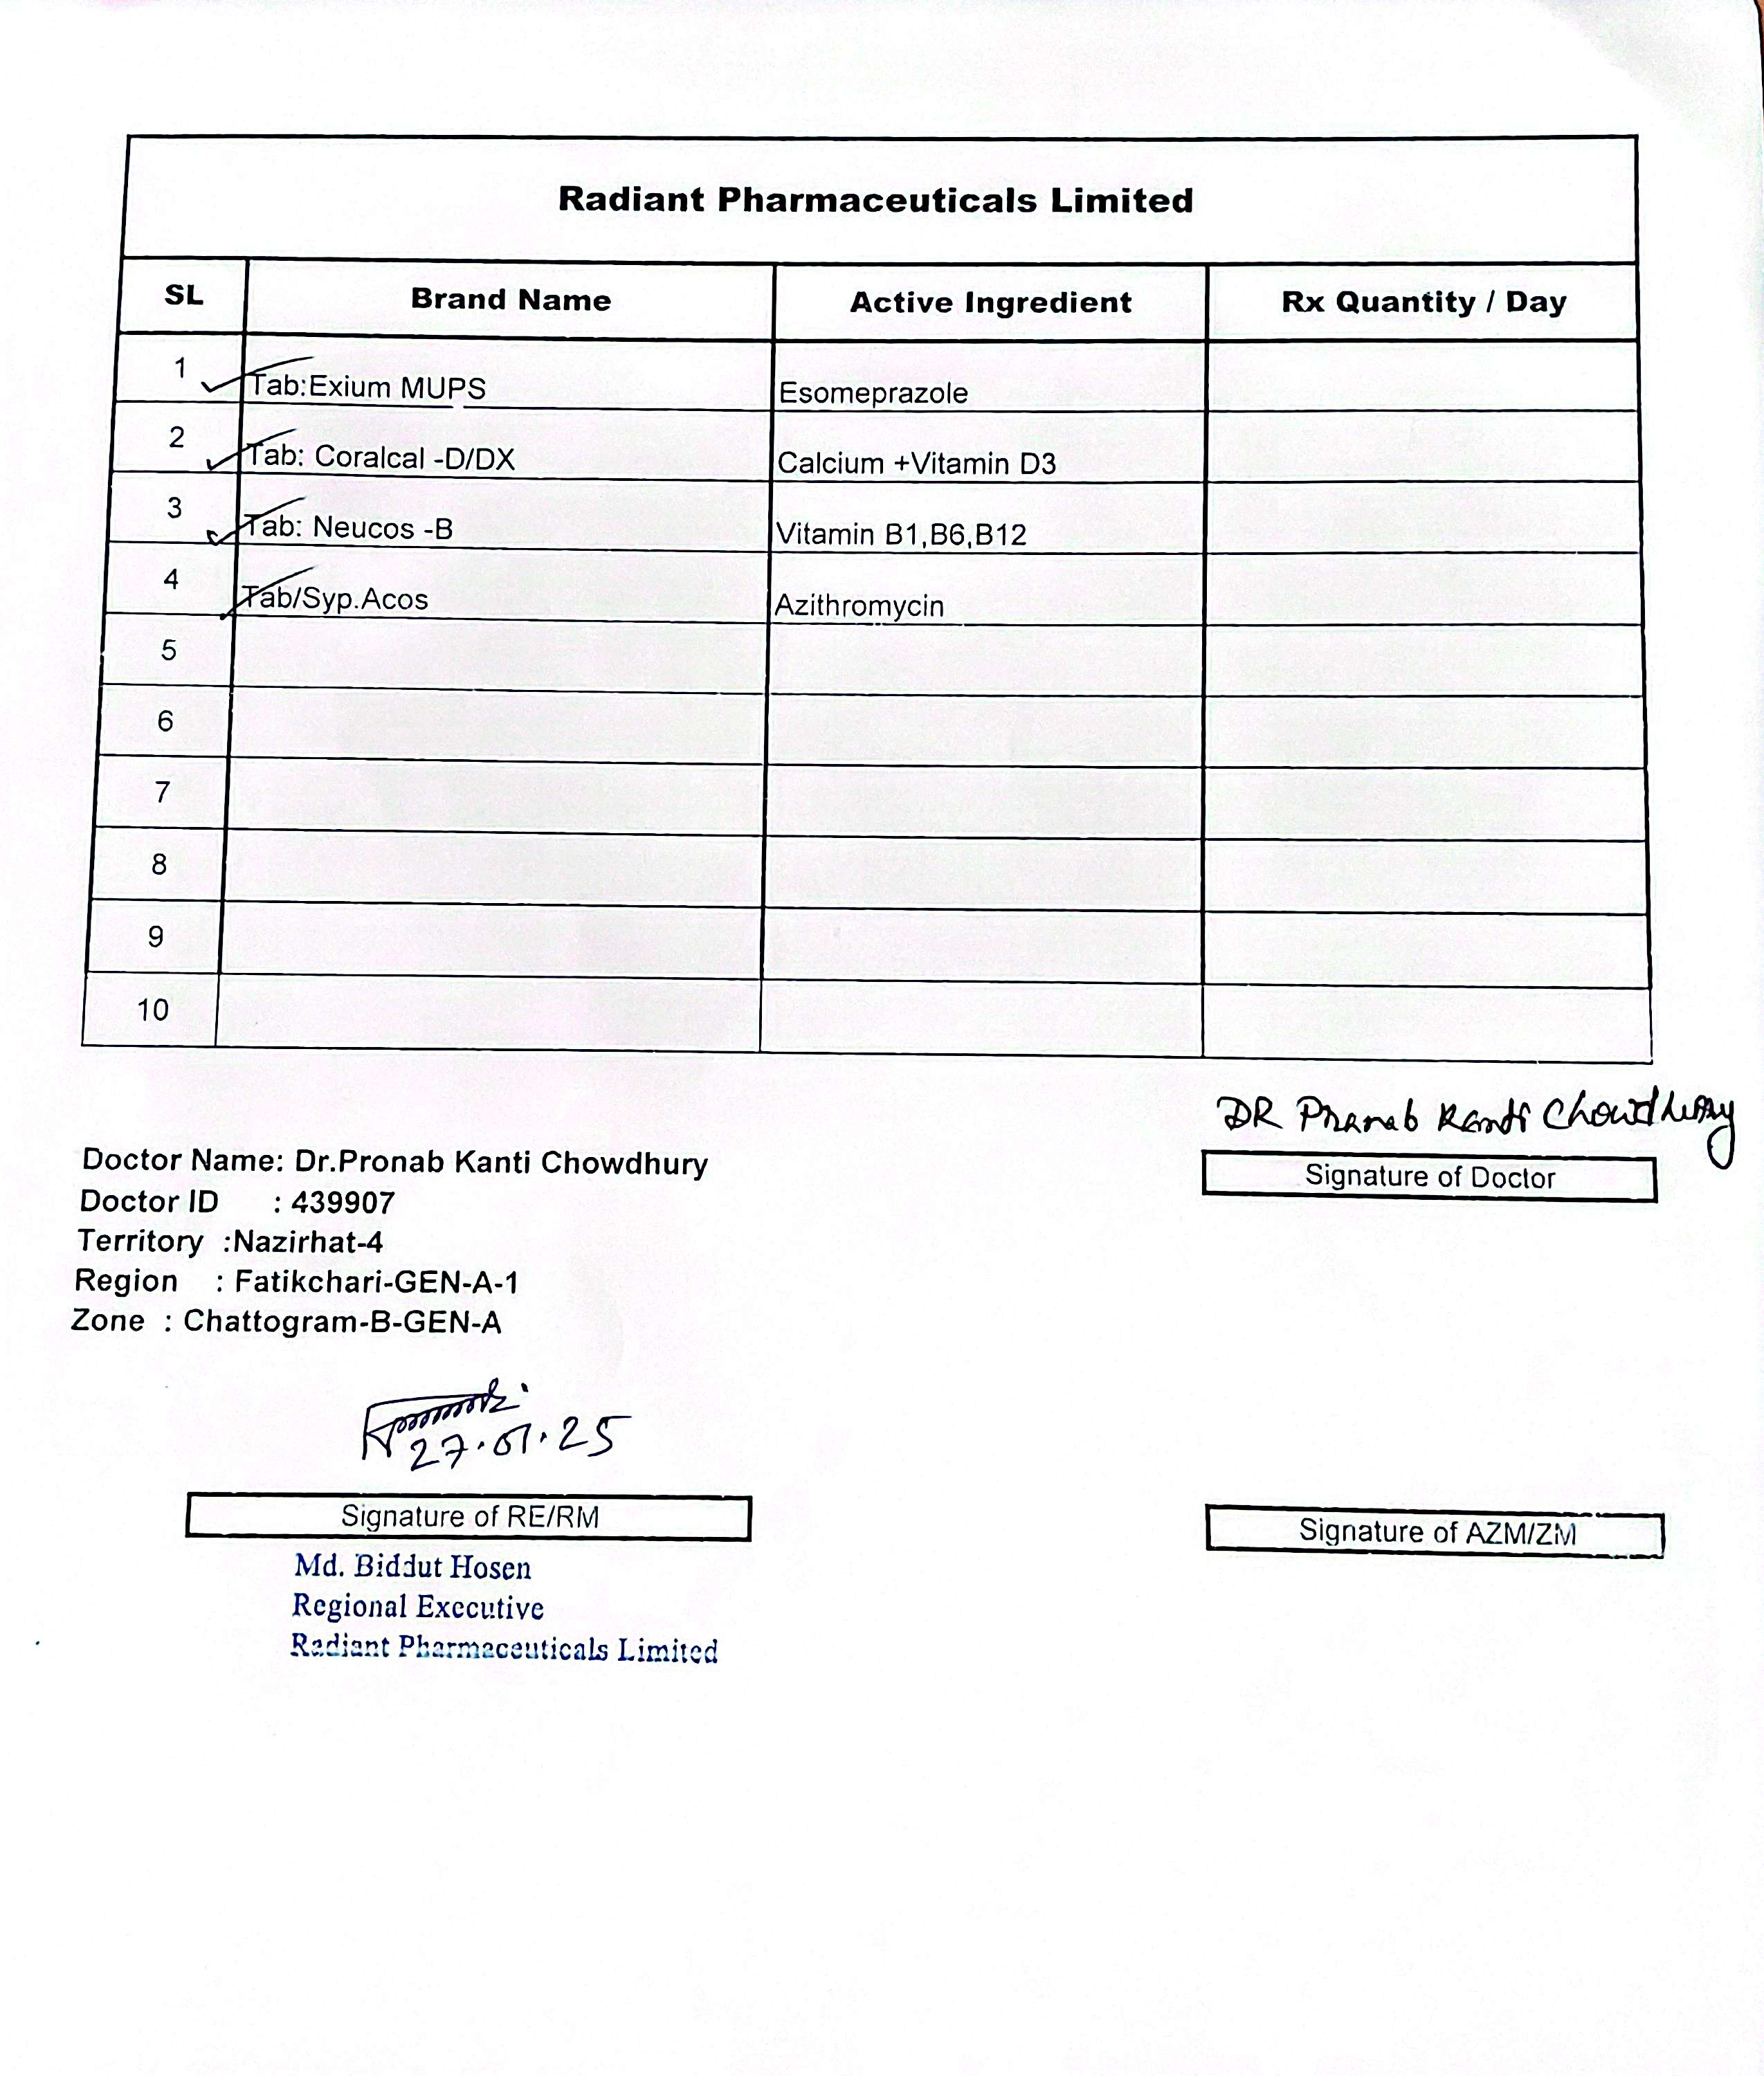 Radiant Pharmaceuticals Limited
SL Brand Name Active Ingredient Rx Quantity / Day
1 Tab:Exium MUPS Esomeprazole
2 Tab: Coralcal -D/DX Calcium +Vitamin D3
3 Tab: Neucos -B Vitamin B1,B6,B12
4 Tab/Syp.Acos Azithromycin
5
6
7
8
9
10
DR Pranab Kanti Chowdhury
Signature of Doctor
Doctor Name: Dr.Pronab Kanti Chowdhury
Doctor ID : 439907
Territory :Nazirhat-4
Region : Fatikchari-GEN-A-1
Zone : Chattogram-B-GEN-A
27.01.25
Signature of RE/RM
Signature of AZM/ZM
Md. Biddut Hosen
Regional Executive
Radiant Pharmaceuticals Limited